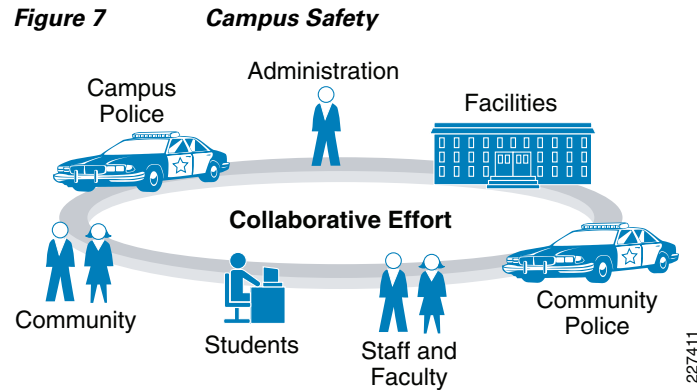 Figure 7 Campus Safety
Administration
Campus
Police
Facilities
Collaborative Effort
Community
Students
Staff and
Faculty
Community
Police
227411